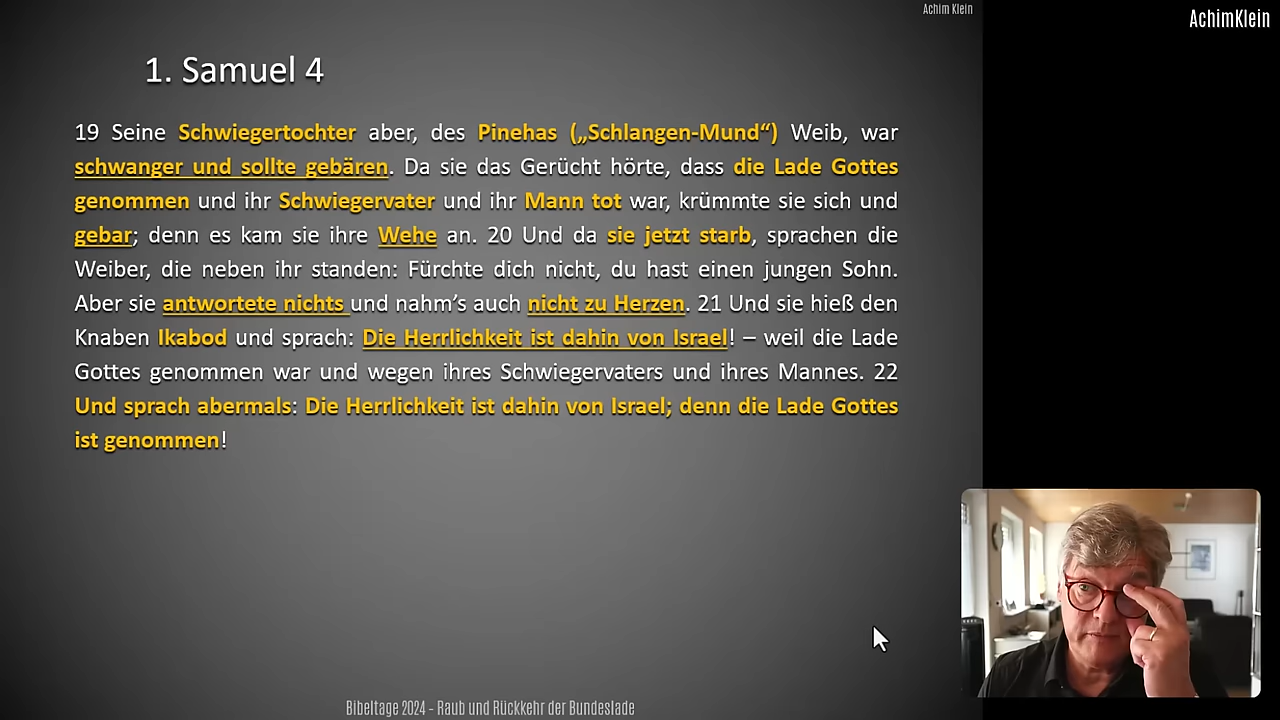 Achim Klein
AchimKlein
1. Samuel 4
19 Seine Schwiegertochter aber, des Pinehas („Schlangen-Mund“) Weib, war
schwanger und sollte gebären. Da sie das Gerücht hörte, dass die Lade Gottes
genommen und ihr Schwiegervater und ihr Mann tot war, krümmte sie sich und
gebar; denn es kam sie ihre Wehe an. 20 Und da sie jetzt starb, sprachen die
Weiber, die neben ihr standen: Fürchte dich nicht, du hast einen jungen Sohn.
Aber sie antwortete nichts und nahm’s auch nicht zu Herzen. 21 Und sie hieß den
Knaben Ikabod und sprach: Die Herrlichkeit ist dahin von Israel! – weil die Lade
Gottes genommen war und wegen ihres Schwiegervaters und ihres Mannes. 22
Und sprach abermals: Die Herrlichkeit ist dahin von Israel; denn die Lade Gottes
ist genommen!
Bibeltage 2024 – Raub und Rückkehr der Bundeslade